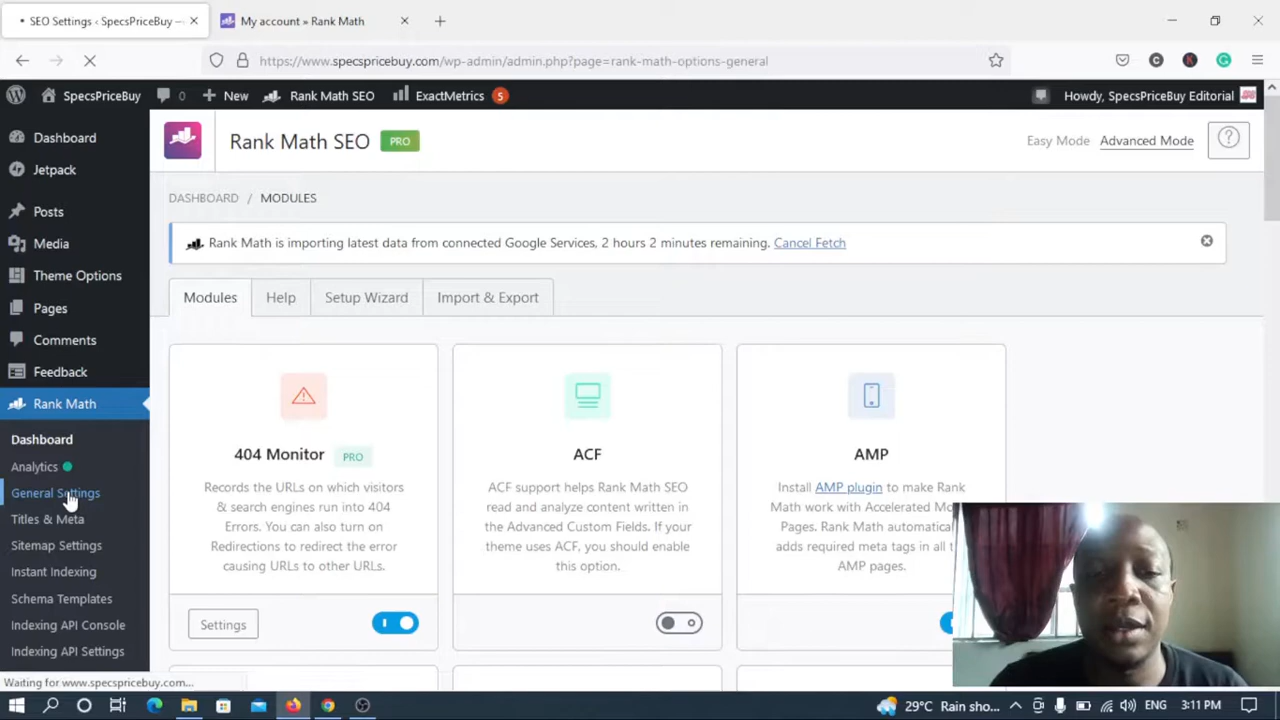 SEO Settings ‹ SpecsPriceBuy —
My account » Rank Math
https://www.specspricebuy.com/wp-admin/admin.php?page=rank-math-options-general
SpecsPriceBuy
0
New
Rank Math SEO
ExactMetrics
5
Howdy, SpecsPriceBuy Editorial
Dashboard
Jetpack
Posts
Media
Theme Options
Pages
Comments
Feedback
Rank Math
Dashboard
Analytics
General Settings
Titles & Meta
Sitemap Settings
Instant Indexing
Schema Templates
Indexing API Console
Indexing API Settings
Rank Math SEO
PRO
Easy Mode
Advanced Mode
DASHBOARD / MODULES
Rank Math is importing latest data from connected Google Services, 2 hours 2 minutes remaining. Cancel Fetch
Modules
Help
Setup Wizard
Import & Export
404 Monitor
PRO
Records the URLs on which visitors
& search engines run into 404
Errors. You can also turn on
Redirections to redirect the error
causing URLs to other URLs.
Settings
ACF
ACF support helps Rank Math SEO
read and analyze content written in
the Advanced Custom Fields. If your
theme uses ACF, you should enable
this option.
AMP
Install AMP plugin to make Rank
Math work with Accelerated Mo
Pages. Rank Math automatica
adds required meta tags in all t
AMP pages.
Waiting for www.specspricebuy.com...
29°C Rain sho...
ENG
3:11 PM